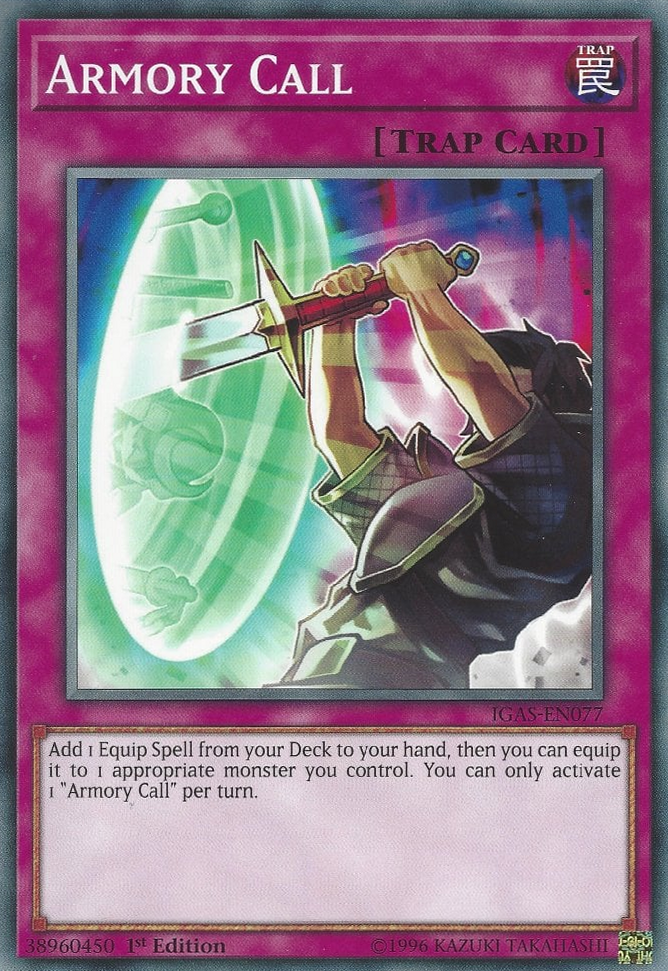 ARMORY CALL
TRAP
罠
[TRAP CARD]
IGAS-EN077
Add 1 Equip Spell from your Deck to your hand, then you can equip
it to 1 appropriate monster you control. You can only activate
1 "Armory Call" per turn.
38960450 1st Edition ©1996 KAZUKI TAKAHASHI